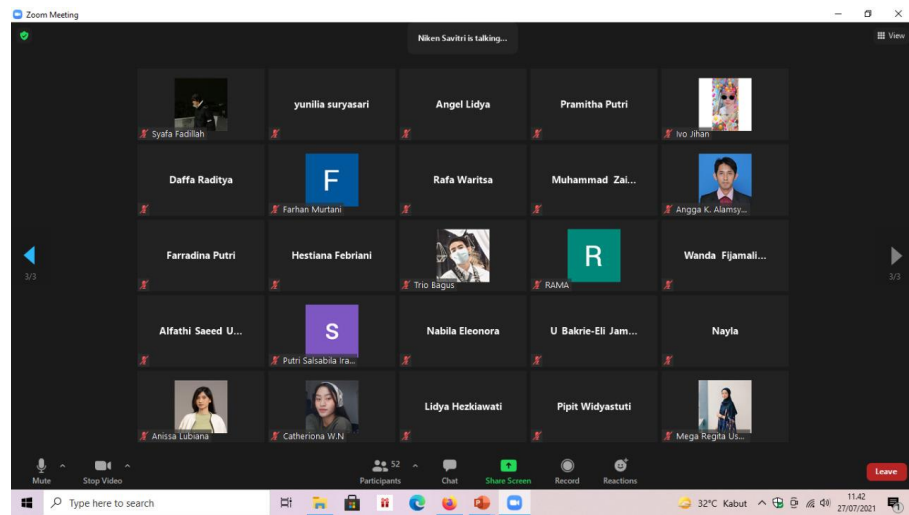 Zoom Meeting
Niken Savitri is talking...
View
Syafa Fadillah
yunilia suryasari
Angel Lidya
Pramitha Putri
Ivo Jihan
Daffa Raditya
F
Farhan Murtani
Rafa Waritsa
Muhammad Zai...
Angga K. Alamsy...
3/3
Farradina Putri
Hestiana Febriani
Trio Bagus
R
RAMA
Wanda Fijamali...
3/3
Alfathi Saeed U...
S
Putri Salsabila Ira...
Nabila Eleonora
U Bakrie-Eli Jam...
Nayla
Anissa Lubiana
Catheriona W.N
Lidya Hezkiawati
Pipit Widyastuti
Mega Regita Us...
Mute
Stop Video
52
Participants
Chat
Share Screen
Record
Reactions
Leave
Type here to search
32°C Kabut
11.42
27/07/2021